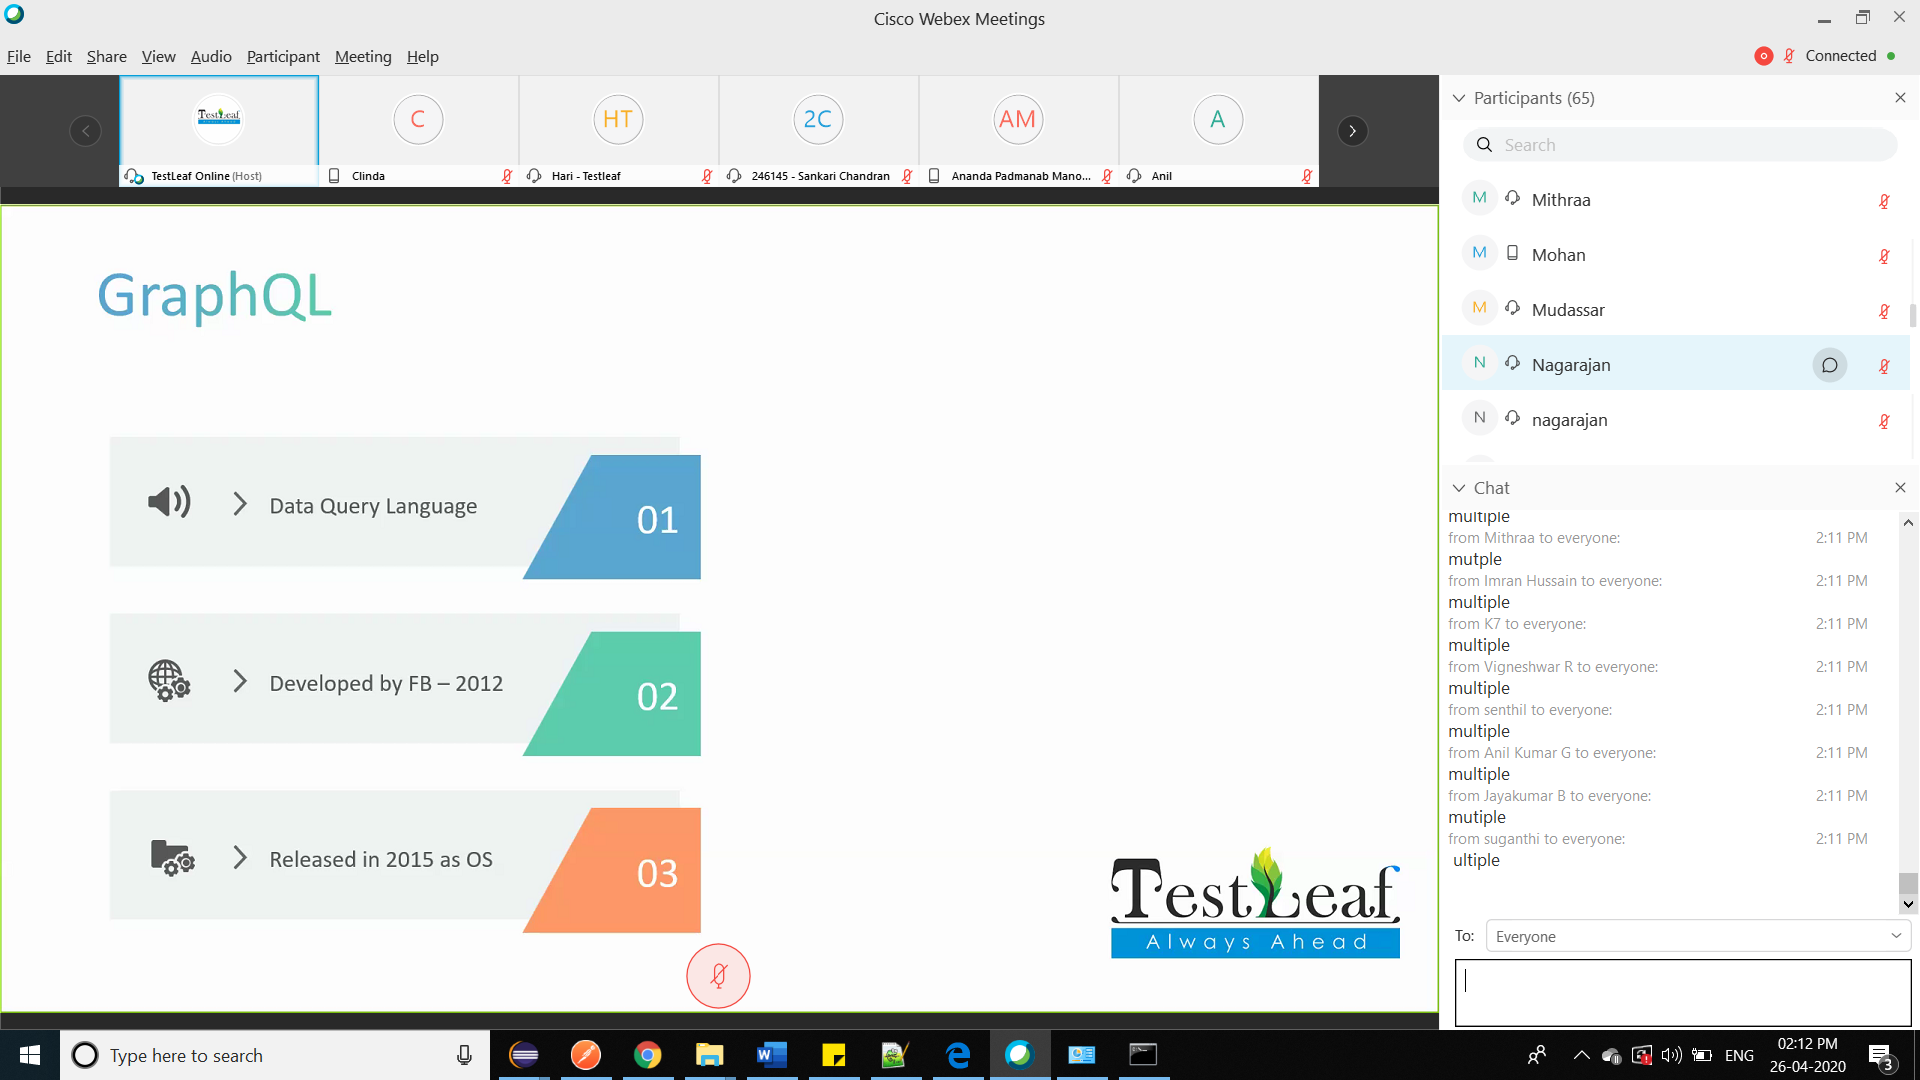 Cisco Webex Meetings
File Edit Share View Audio Participant Meeting Help
Connected
TestLeaf
C
HT
2C
AM
A
TestLeaf Online (Host)
Clinda
Hari - Testleaf
246145 - Sankari Chandran
Ananda Padmanab Mano...
Anil
GraphQL
Data Query Language
01
Developed by FB – 2012
02
Released in 2015 as OS
03
TestLeaf
Always Ahead
Participants (65)
Search
M Mithraa
M Mohan
M Mudassar
N Nagarajan
N nagarajan
Chat
multiple
from Mithraa to everyone: 2:11 PM
mutple
from Imran Hussain to everyone: 2:11 PM
multiple
from K7 to everyone: 2:11 PM
multiple
from Vigneshwar R to everyone: 2:11 PM
multiple
from senthil to everyone: 2:11 PM
multiple
from Anil Kumar G to everyone: 2:11 PM
multiple
from Jayakumar B to everyone: 2:11 PM
mutiple
from suganthi to everyone: 2:11 PM
ultiple
To: Everyone
Type here to search
ENG
02:12 PM
26-04-2020
3